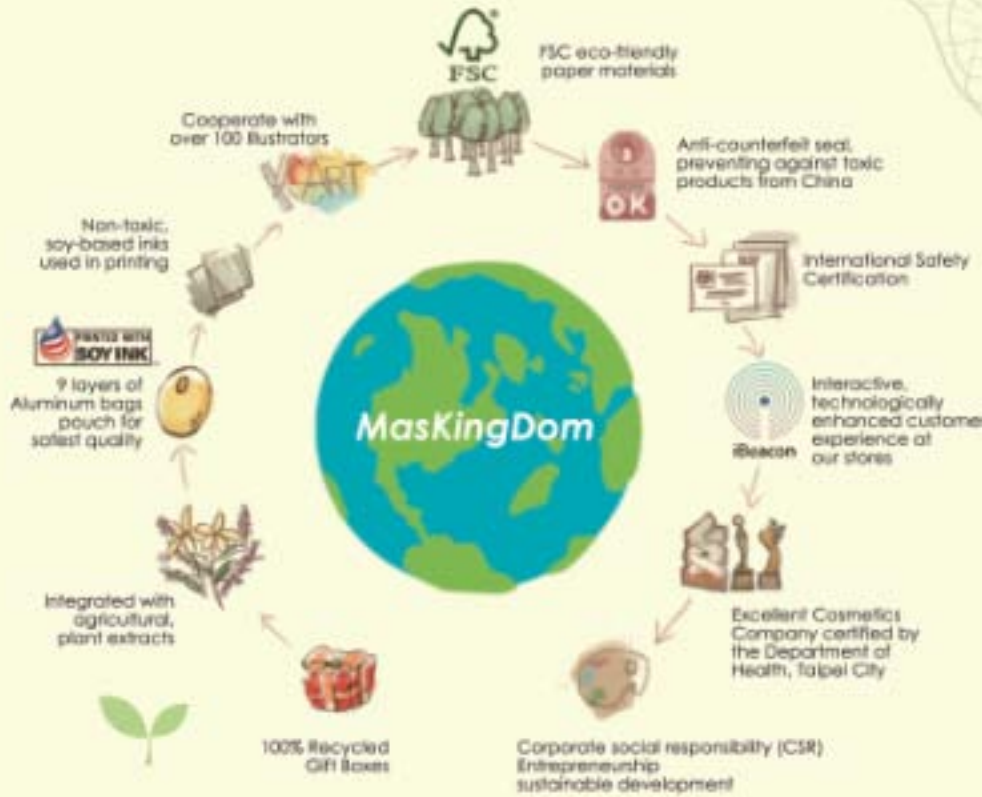 FSC
FSC eco-friendly
paper materials
Cooperate with
over 100 illustrators
ART
Anti-counterfeit seal,
preventing against toxic
products from China
OK
Non-toxic,
soy-based inks
used in printing
International Safety
Certification
PRINTED WITH
SOY INK
9 layers of
Aluminum bags
pouch for
safest quality
MasKingDom
iBeacon
Interactive,
technologically
enhanced customer
experience at
our stores
Integrated with
agricultural,
plant extracts
Excellent Cosmetics
Company certified by
the Department of
Health, Taipei City
100% Recycled
Gift Boxes
Corporate social responsibility (CSR)
Entrepreneurship
sustainable development